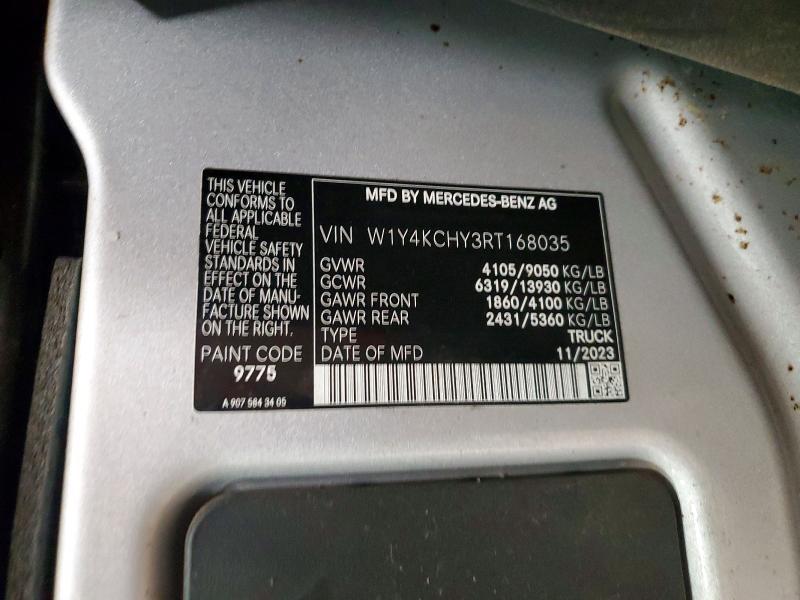 THIS VEHICLE
CONFORMS TO
ALL APPLICABLE
FEDERAL
VEHICLE SAFETY
STANDARDS IN
EFFECT ON THE
DATE OF MANU-
FACTURE SHOWN
ON THE RIGHT.
PAINT CODE
9775
A 907 584 34 05
MFD BY MERCEDES-BENZ AG
VIN W1Y4KCHY3RT168035
GVWR 4105/9050 KG/LB
GCWR 6319/13930 KG/LB
GAWR FRONT 1860/4100 KG/LB
GAWR REAR 2431/5360 KG/LB
TYPE TRUCK
DATE OF MFD 11/2023